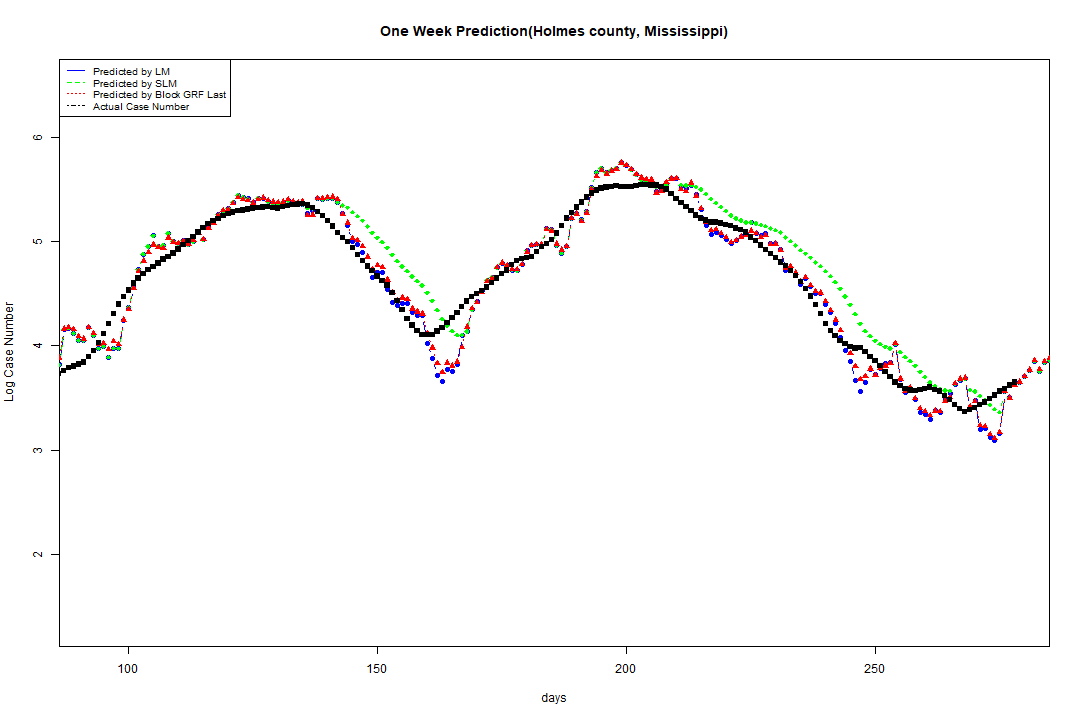 One Week Prediction(Holmes county, Mississippi)
Predicted by LM
Predicted by SLM
Predicted by Block GRF Last
Actual Case Number
6
5
4
3
2
Log Case Number
100 150 200 250
days